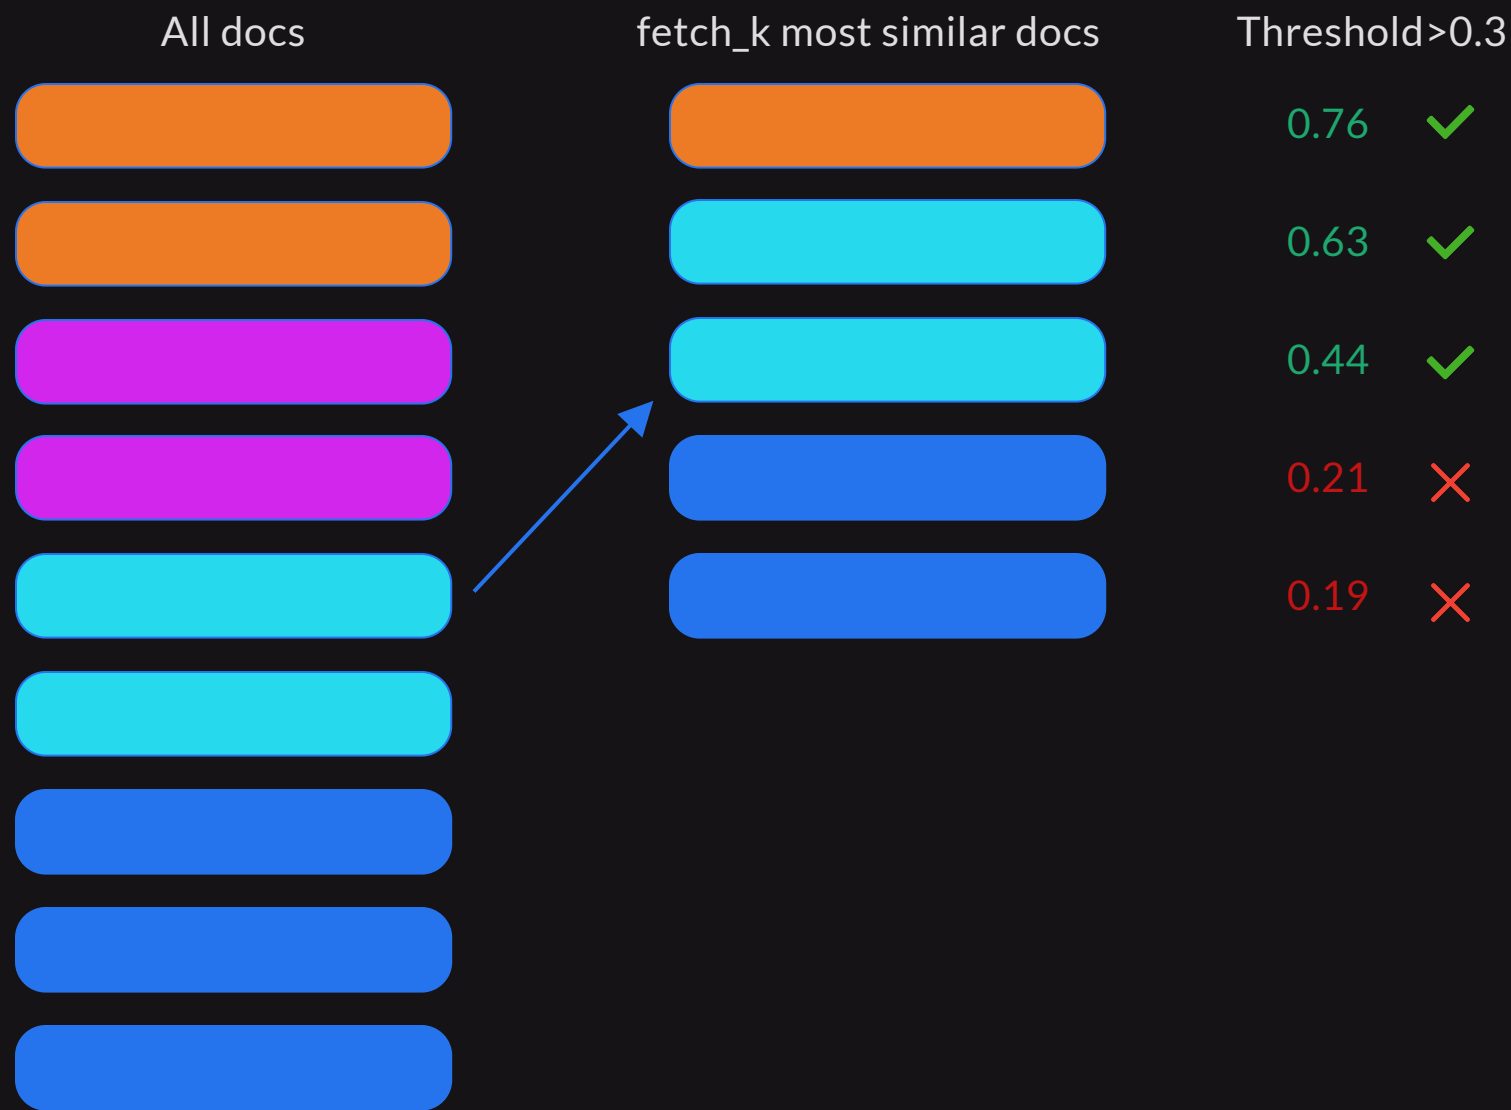 All docs
fetch_k most similar docs
Threshold>0.3
0.76
0.63
0.44
0.21
0.19